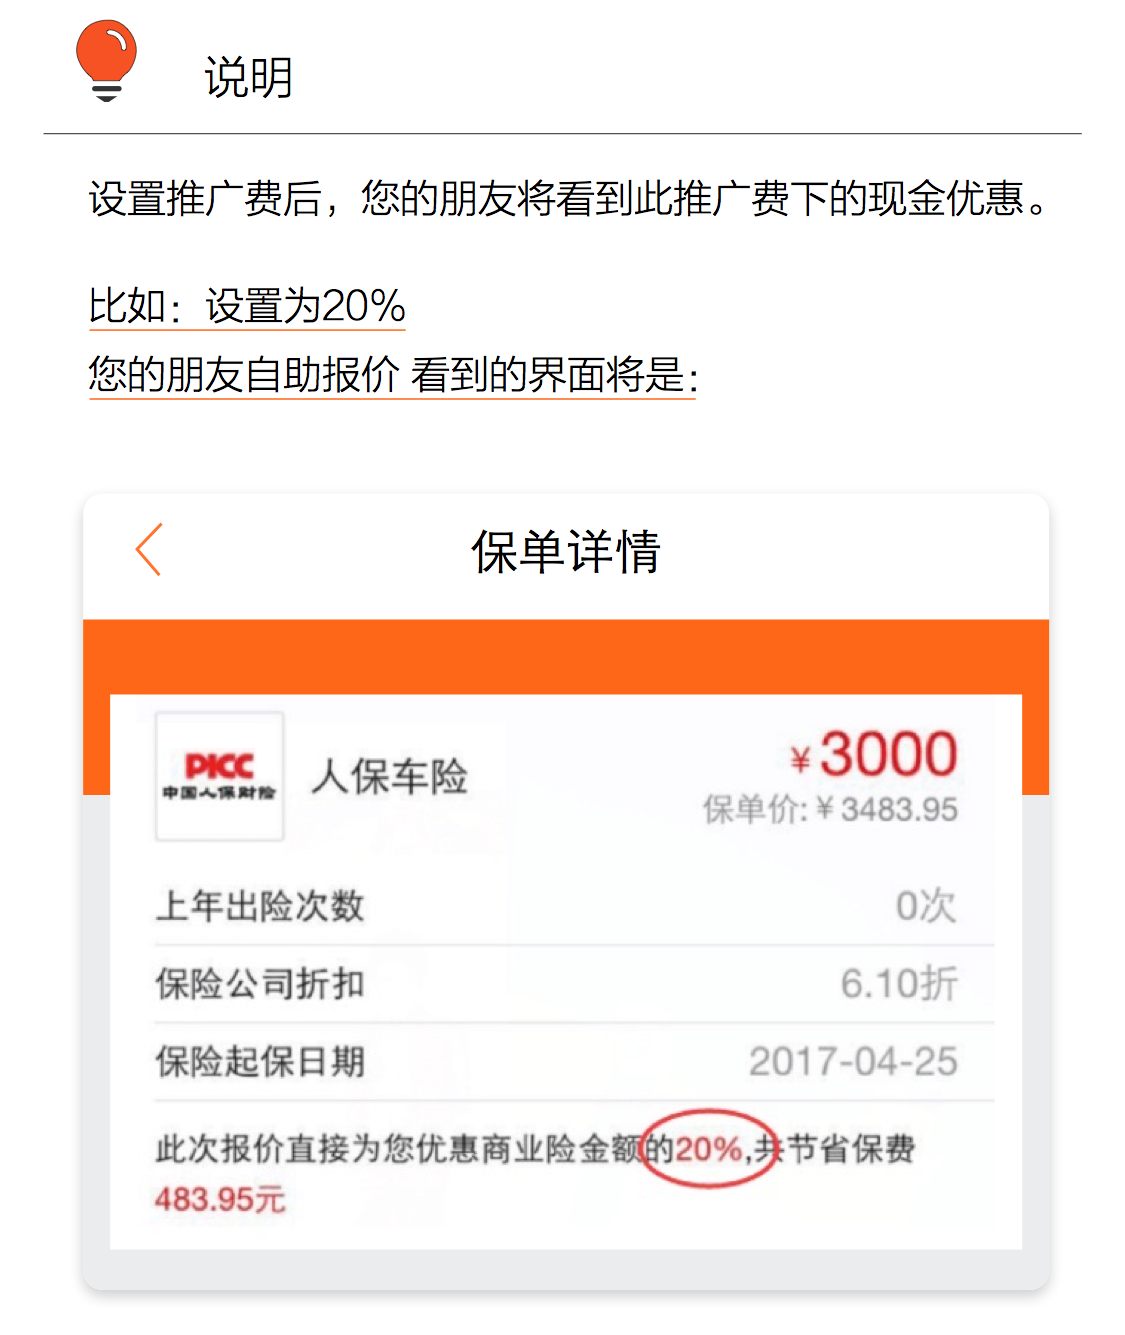 说明
设置推广费后，您的朋友将看到此推广费下的现金优惠。
比如：设置为20%
您的朋友自助报价 看到的界面将是：
保单详情
PICC
中国人保财险
人保车险
¥3000
保单价:¥3483.95
上年出险次数 0次
保险公司折扣 6.10折
保险起保日期 2017-04-25
此次报价直接为您优惠商业险金额的20%,共节省保费
483.95元